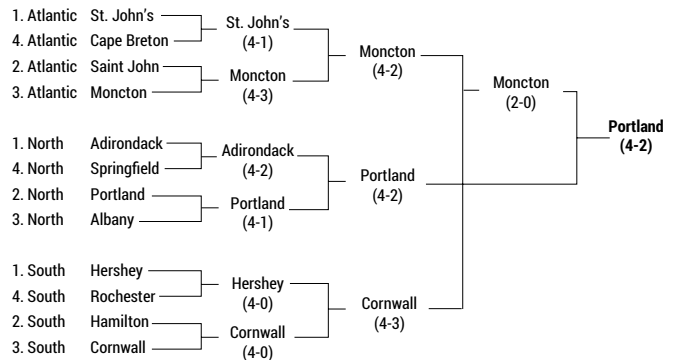 1. Atlantic St. John’s
4. Atlantic Cape Breton
2. Atlantic Saint John
3. Atlantic Moncton
1. North Adirondack
4. North Springfield
2. North Portland
3. North Albany
1. South Hershey
4. South Rochester
2. South Hamilton
3. South Cornwall
St. John’s
(4-1)
Moncton
(4-3)
Adirondack
(4-2)
Portland
(4-1)
Hershey
(4-0)
Cornwall
(4-0)
Moncton
(4-2)
Portland
(4-2)
Cornwall
(4-3)
Moncton
(2-0)
Portland
(4-2)